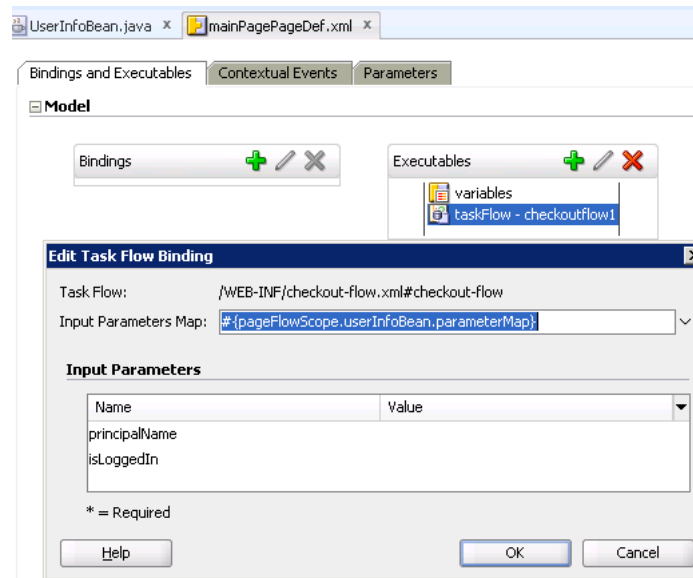 UserInfoBean.java x mainPagePageDef.xml x
Bindings and Executables Contextual Events Parameters
Model
Bindings Executables
variables
taskFlow - checkoutflow1
Edit Task Flow Binding
Task Flow: /WEB-INF/checkout-flow.xml#checkout-flow
Input Parameters Map: #{pageFlowScope.userInfoBean.parameterMap}
Input Parameters
Name Value
principalName
isLoggedIn
* = Required
Help OK Cancel